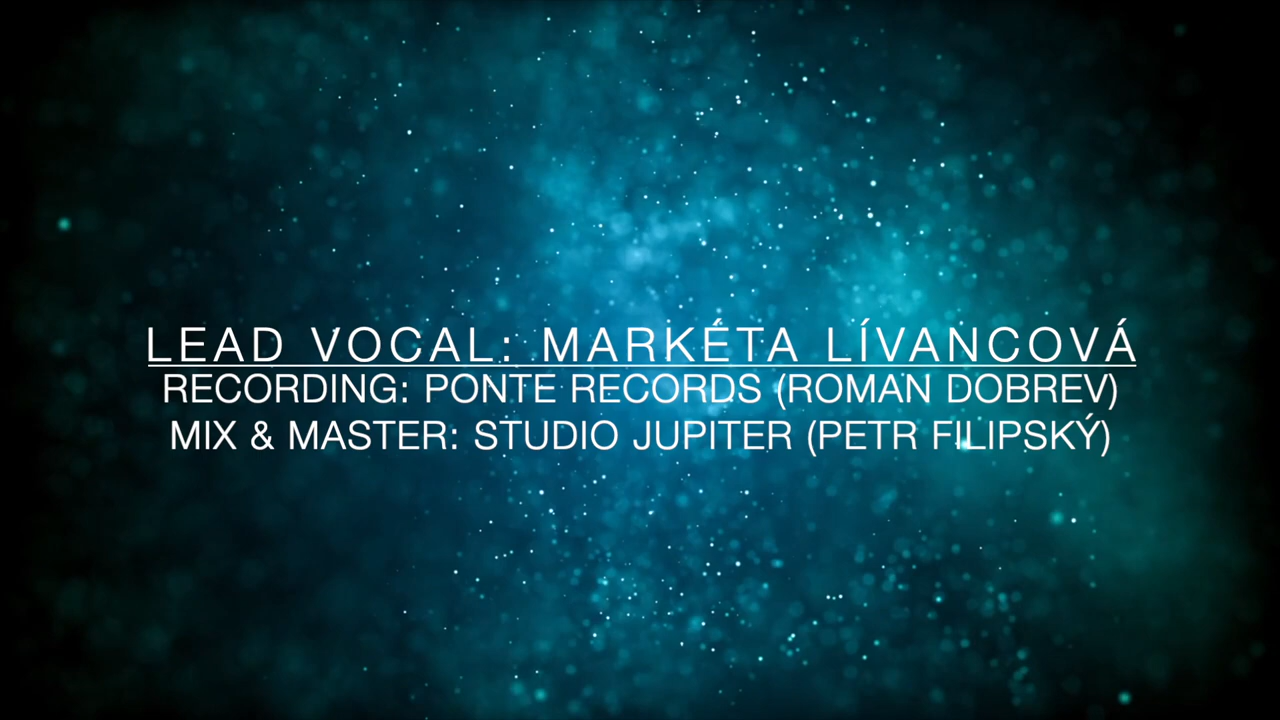 LEAD VOCAL: MARKÉTA LÍVANCOVÁ
RECORDING: PONTE RECORDS (ROMAN DOBREV)
MIX & MASTER: STUDIO JUPITER (PETR FILIPSKÝ)